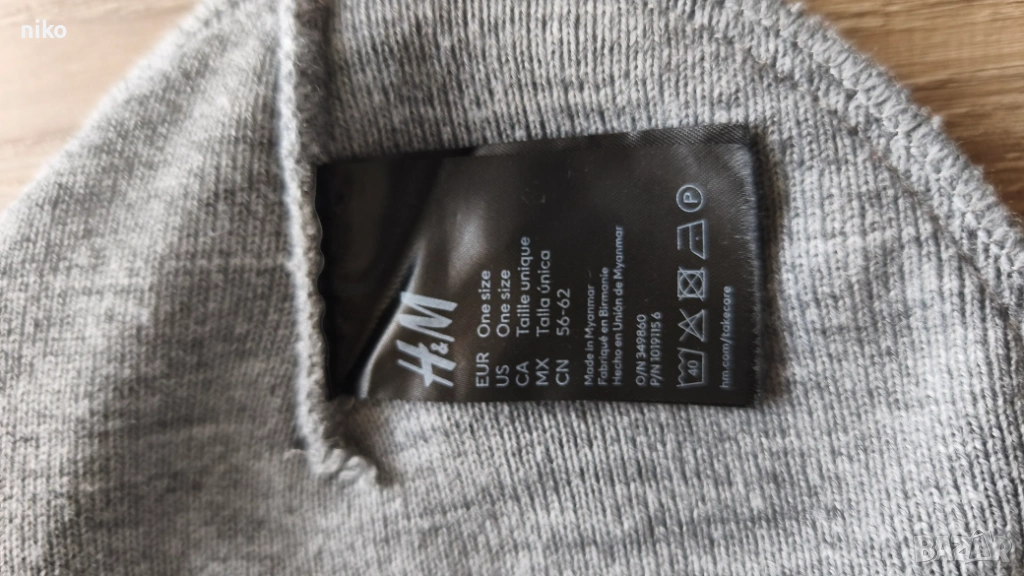 niko
H&M
EUR One size
US One size
CA Taille unique
MX Talla única
CN 56-62
Made in Myanmar
Fabriqué en Birmanie
Hecho en Unión de Myanmar
O/N 349860
P/N 1019115 6
40
P
hm.com/takecare